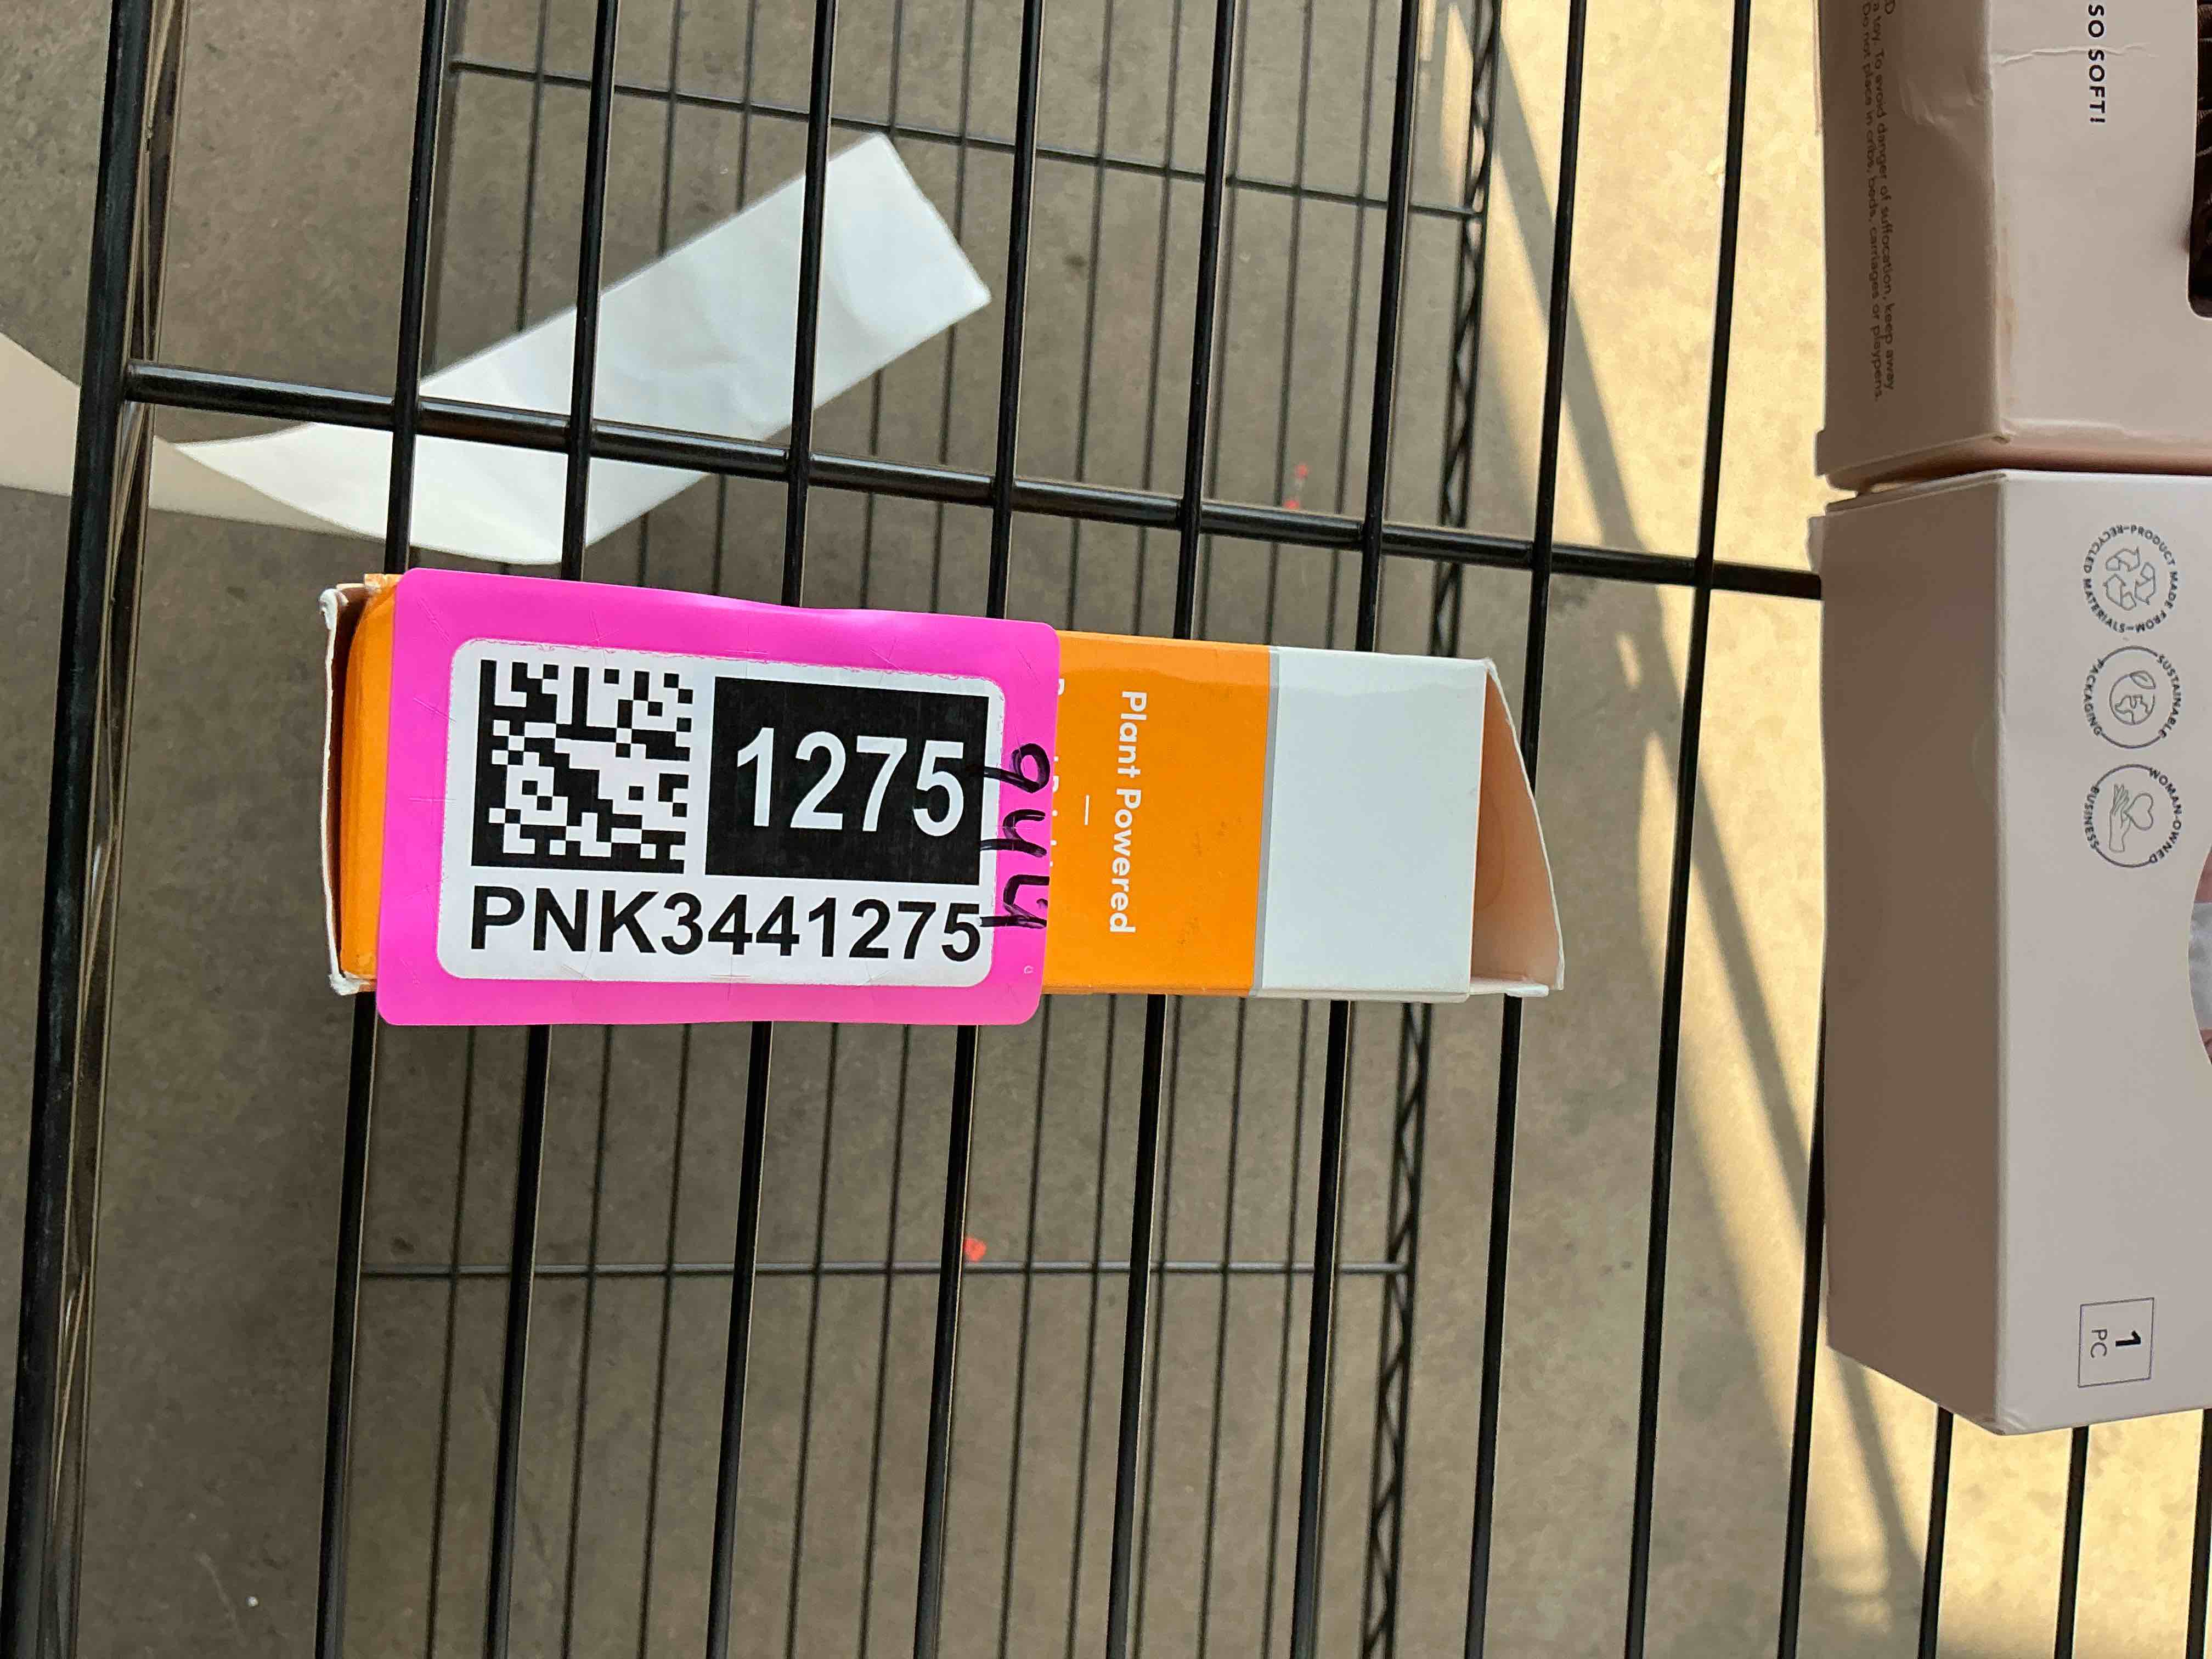 1275
PNK3441275
944
Plant Powered
SO SOFT!
a toy. To avoid danger of suffocation, keep away
Do not place in cribs, beds, carriages or playpens.
PRODUCT MADE FROM RECYCLED MATERIALS
SUSTAINABLE PACKAGING
WOMAN-OWNED BUSINESS
1
PC